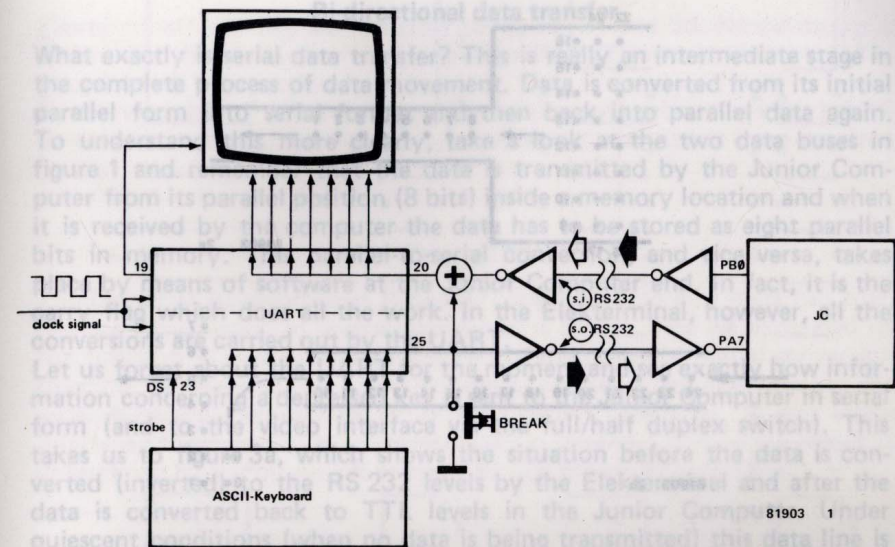 Bi-directional data transfer
What exactly is serial data transfer? This is really an intermediate stage in
the complete process of data movement. Data is converted from its initial
parallel form into serial form and then back into parallel data again.
To understand this more clearly, take a look at the two data buses in
figure 1 and that the data is transmitted by the Junior Com-
puter from its parallel position (8 bits) inside a memory location and when
it is received by the computer the data has to be stored as eight parallel
bits in memory. This parallel-to-serial conversion, and vice versa, takes
place by means of software at the Junior Computer end. In fact, it is the
carry flag which does all the work. In the Elekterminal, however, all the
conversions are carried out by the UART.
Let us forget about the UART for the moment and see exactly how infor-
mation concerning a key is sent to the Junior Computer in serial
form (and to the video interface via the full/half duplex switch). This
takes us to figure 3a, which shows the situation before the data is con-
verted (inverted) to the RS 232 levels by the Elekterminal and after the
data is converted back to TTL levels in the Junior Computer. Under
quiescent conditions (when no data is being transmitted) this data line is
19
20
+
PBØ
clock signal
s.i.
RS232
UART
s.o.
RS232
JC
25
PA7
DS
23
strobe
BREAK
ASCII-Keyboard
81903 1